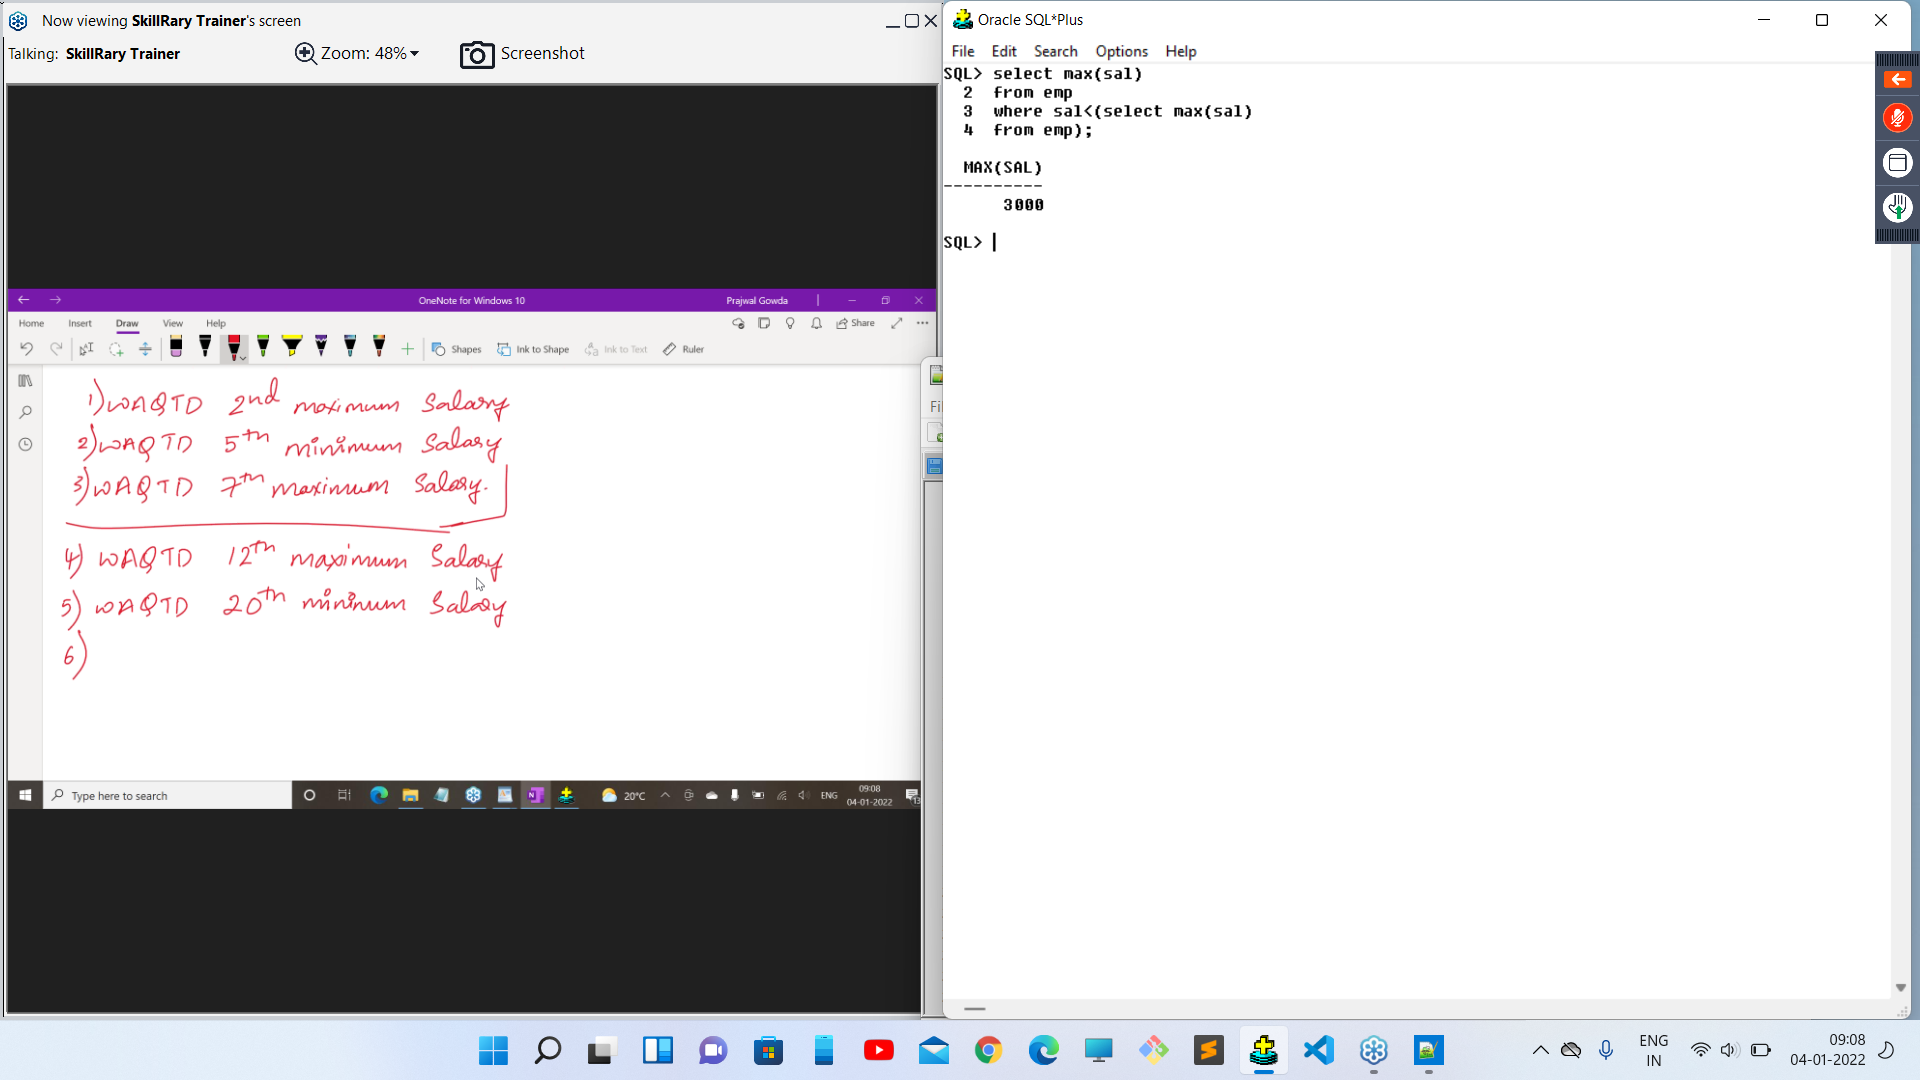 Now viewing SkillRary Trainer's screen
Talking: SkillRary Trainer
Zoom: 48%
Screenshot
OneNote for Windows 10
Prajwal Gowda
Home Insert Draw View Help
Share
Shapes
Ink to Shape
Ink to Text
Ruler
1) WAQTD 2nd maximum Salary
2) WAQTD 5th minimum Salary
3) WAQTD 7th maximum Salary.
4) WAQTD 12th maximum Salary
5) WAQTD 20th mininum Salary
6)
Type here to search
20°C
ENG
09:08
04-01-2022
13
Fi
Oracle SQL*Plus
File Edit Search Options Help
SQL> select max(sal)
2 from emp
3 where sal<(select max(sal)
4 from emp);
MAX(SAL)
----------
3000
SQL>
ENG
IN
09:08
04-01-2022